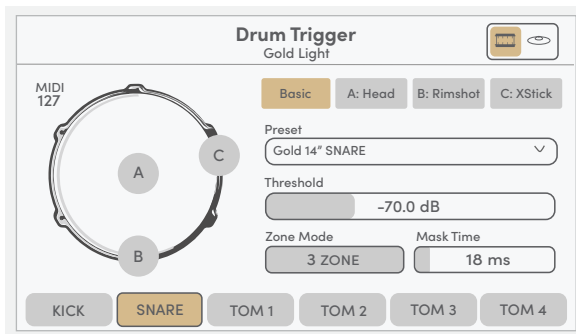 Drum Trigger
Gold Light
MIDI
127
Basic
A: Head
B: Rimshot
C: XStick
A
C
B
Preset
Gold 14" SNARE
Threshold
-70.0 dB
Zone Mode
Mask Time
3 ZONE
18 ms
KICK
SNARE
TOM 1
TOM 2
TOM 3
TOM 4